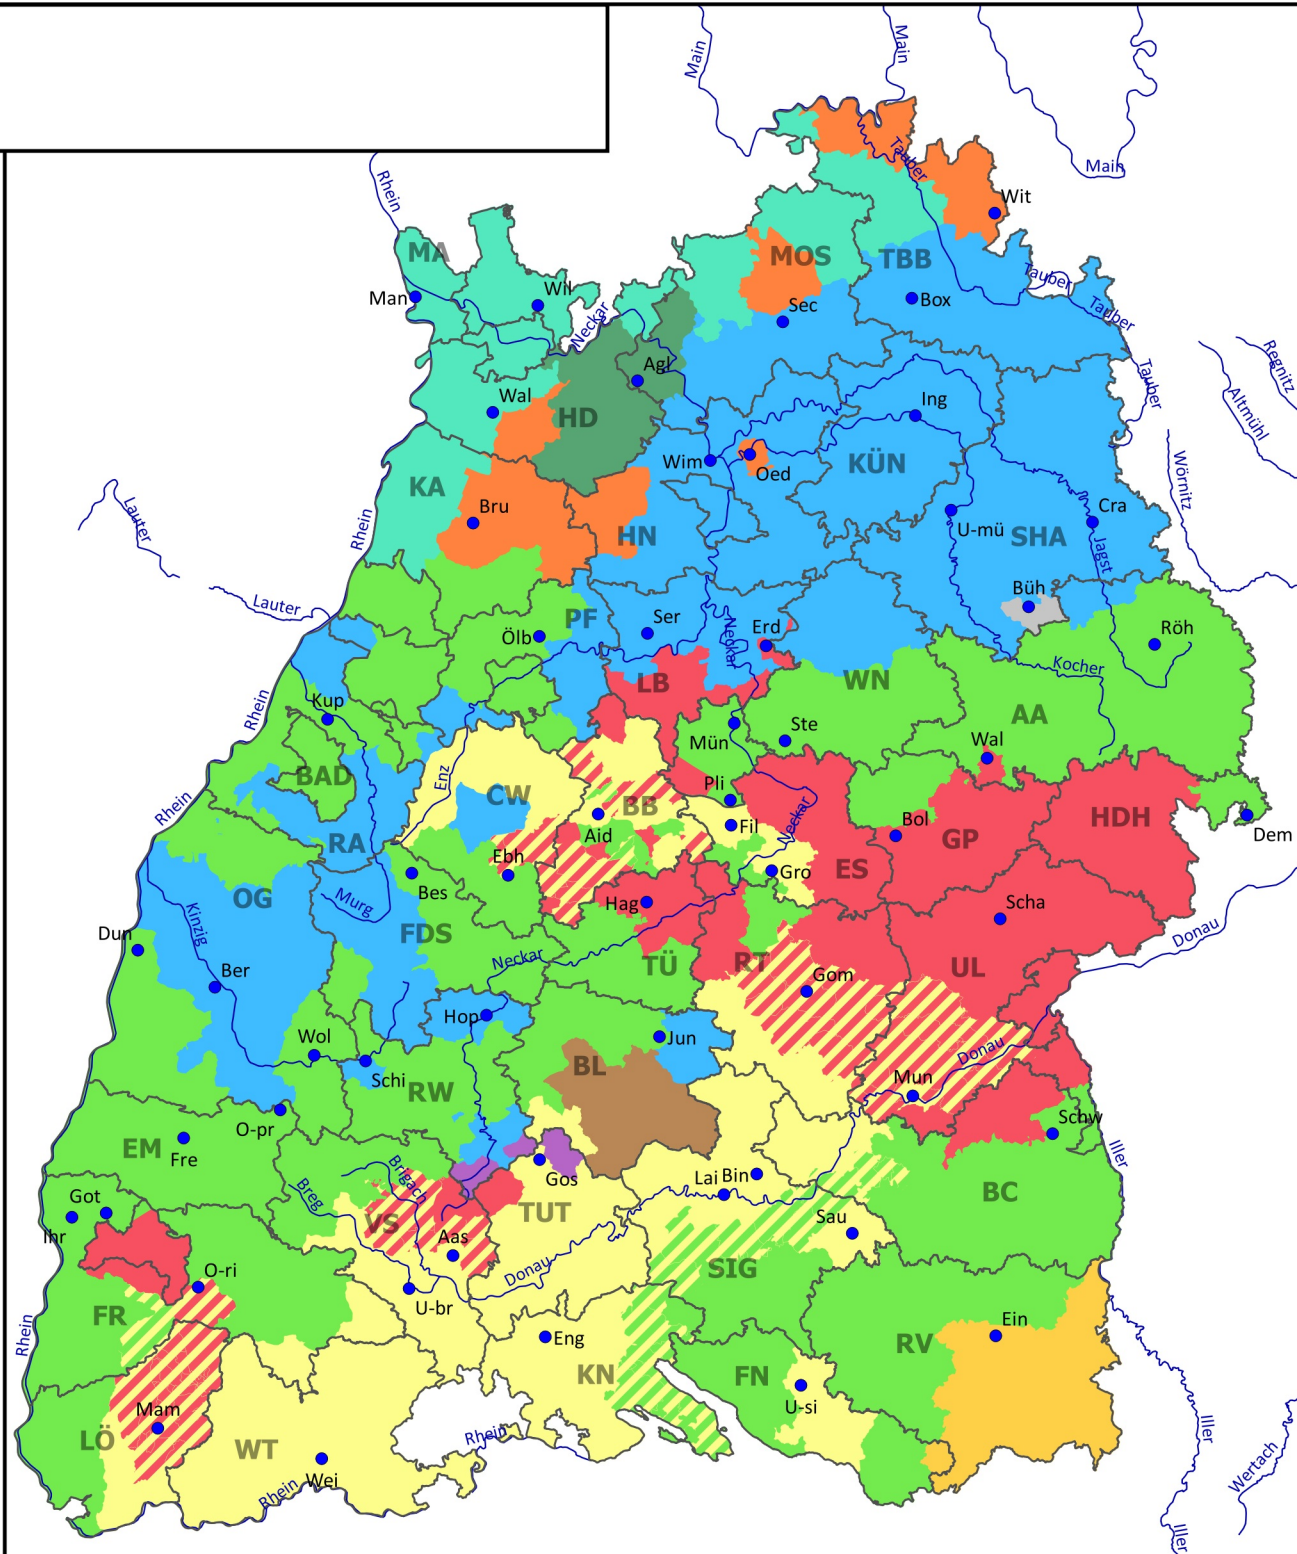 Main
Main
Main
Rhein
Tauber
Wit
MA
MOS
TBB
Tauber
Man
Wil
Neckar
Sec
Box
Tauber
Tauber
Regnitz
Altmühl
Agl
Wal
HD
Ing
Wim
Oed
KÜN
Wörnitz
KA
Lauter
Rhein
Bru
HN
U-mü
SHA
Cra
Jagst
Lauter
PF
Ser
Neckar
Erd
Büh
Röh
Ölb
Kocher
LB
WN
AA
Rhein
Kup
Mün
Ste
Wal
BAD
Enz
CW
Pli
Rhein
BB
Neckar
Fil
Bol
GP
HDH
Dem
RA
Aid
Ebh
Bes
Gro
ES
OG
Murg
Hag
Scha
Kinzig
Dun
FDS
Neckar
TÜ
RT
Gom
UL
Donau
Ber
Hop
Jun
Wol
Schi
BL
Donau
RW
Mun
O-pr
Schw
EM
Fre
Iller
Brigach
Breg
Gos
Lai
Bin
BC
Got
Ihr
VS
TUT
Sau
Aas
O-ri
Donau
SIG
U-br
FR
Rhein
Eng
Ein
RV
KN
FN
U-si
Mam
LÖ
WT
Rhein
Iller
Wei
Rhein
Wertach
Iller